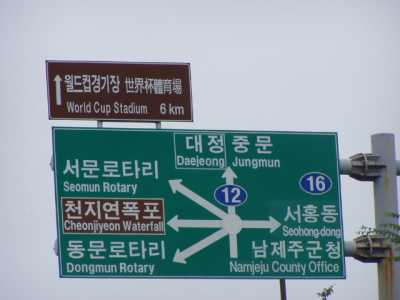 월드컵경기장 世界杯體育場
World Cup Stadium 6 km
대정 중문
Daejeong Jungmun
서문로타리
Seomun Rotary
12
16
천지연폭포
Cheonjiyeon Waterfall
서홍동
Seohong-dong
동문로타리
Dongmun Rotary
남제주군청
Namjeju County Office